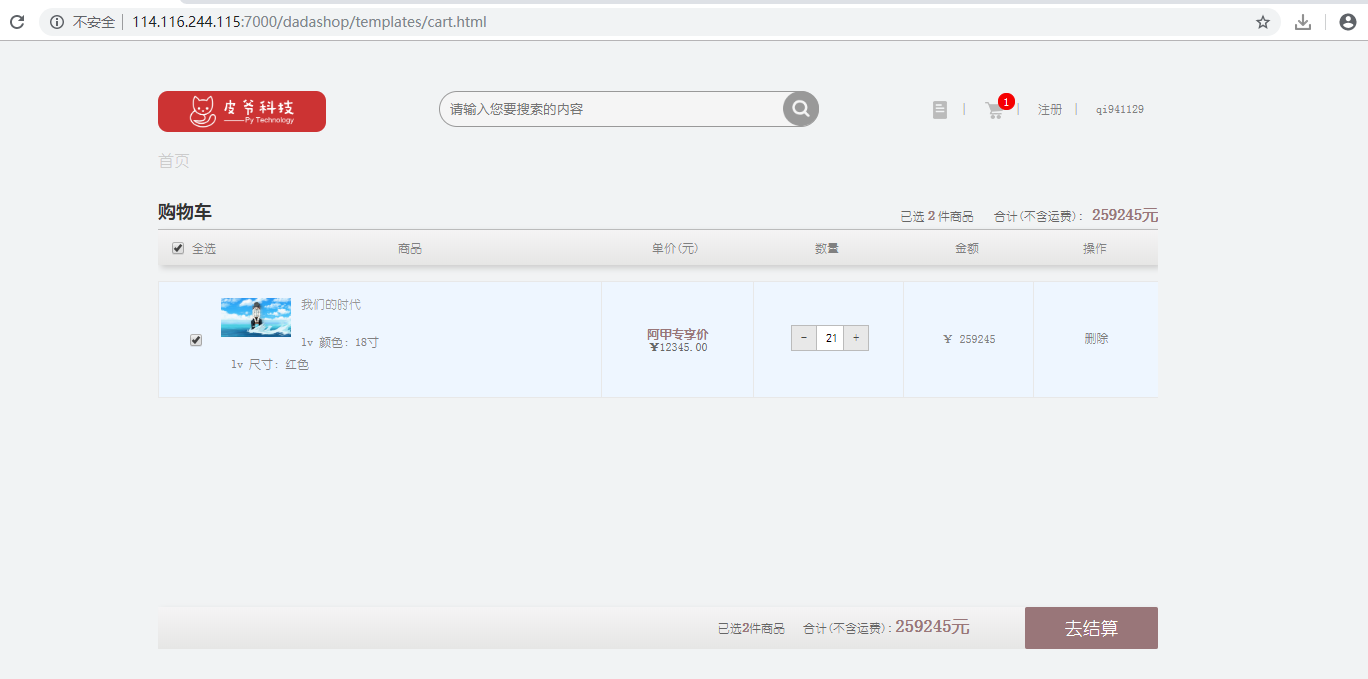 不安全 114.116.244.115:7000/dadashop/templates/cart.html
皮爷科技
——Py Technology
请输入您要搜索的内容
1
注册
qi941129
首页
购物车
已选 2 件商品 合计(不含运费): 259245元
全选 商品 单价(元) 数量 金额 操作
我们的时代
lv 颜色: 18寸
lv 尺寸: 红色
阿甲专享价
¥12345.00
- 21 +
¥ 259245
删除
已选2件商品 合计(不含运费):259245元
去结算